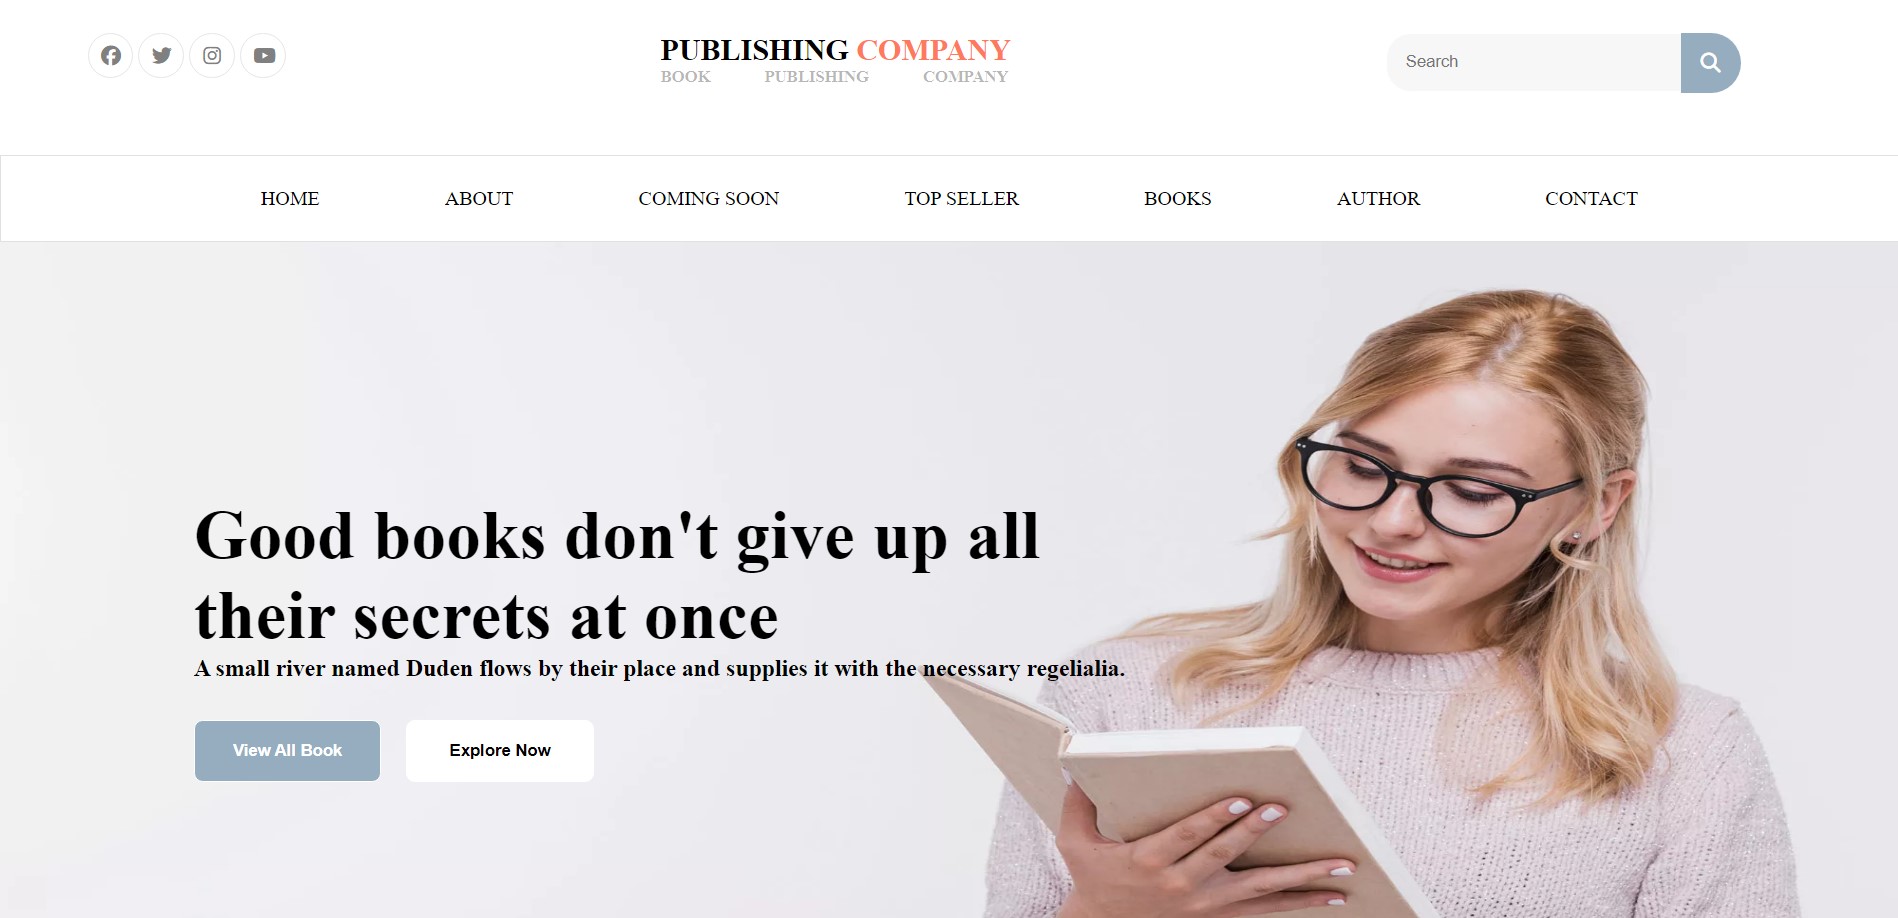 PUBLISHING COMPANY
BOOK PUBLISHING COMPANY
Search
HOME ABOUT COMING SOON TOP SELLER BOOKS AUTHOR CONTACT
Good books don't give up all
their secrets at once
A small river named Duden flows by their place and supplies it with the necessary regelialia.
View All Book Explore Now